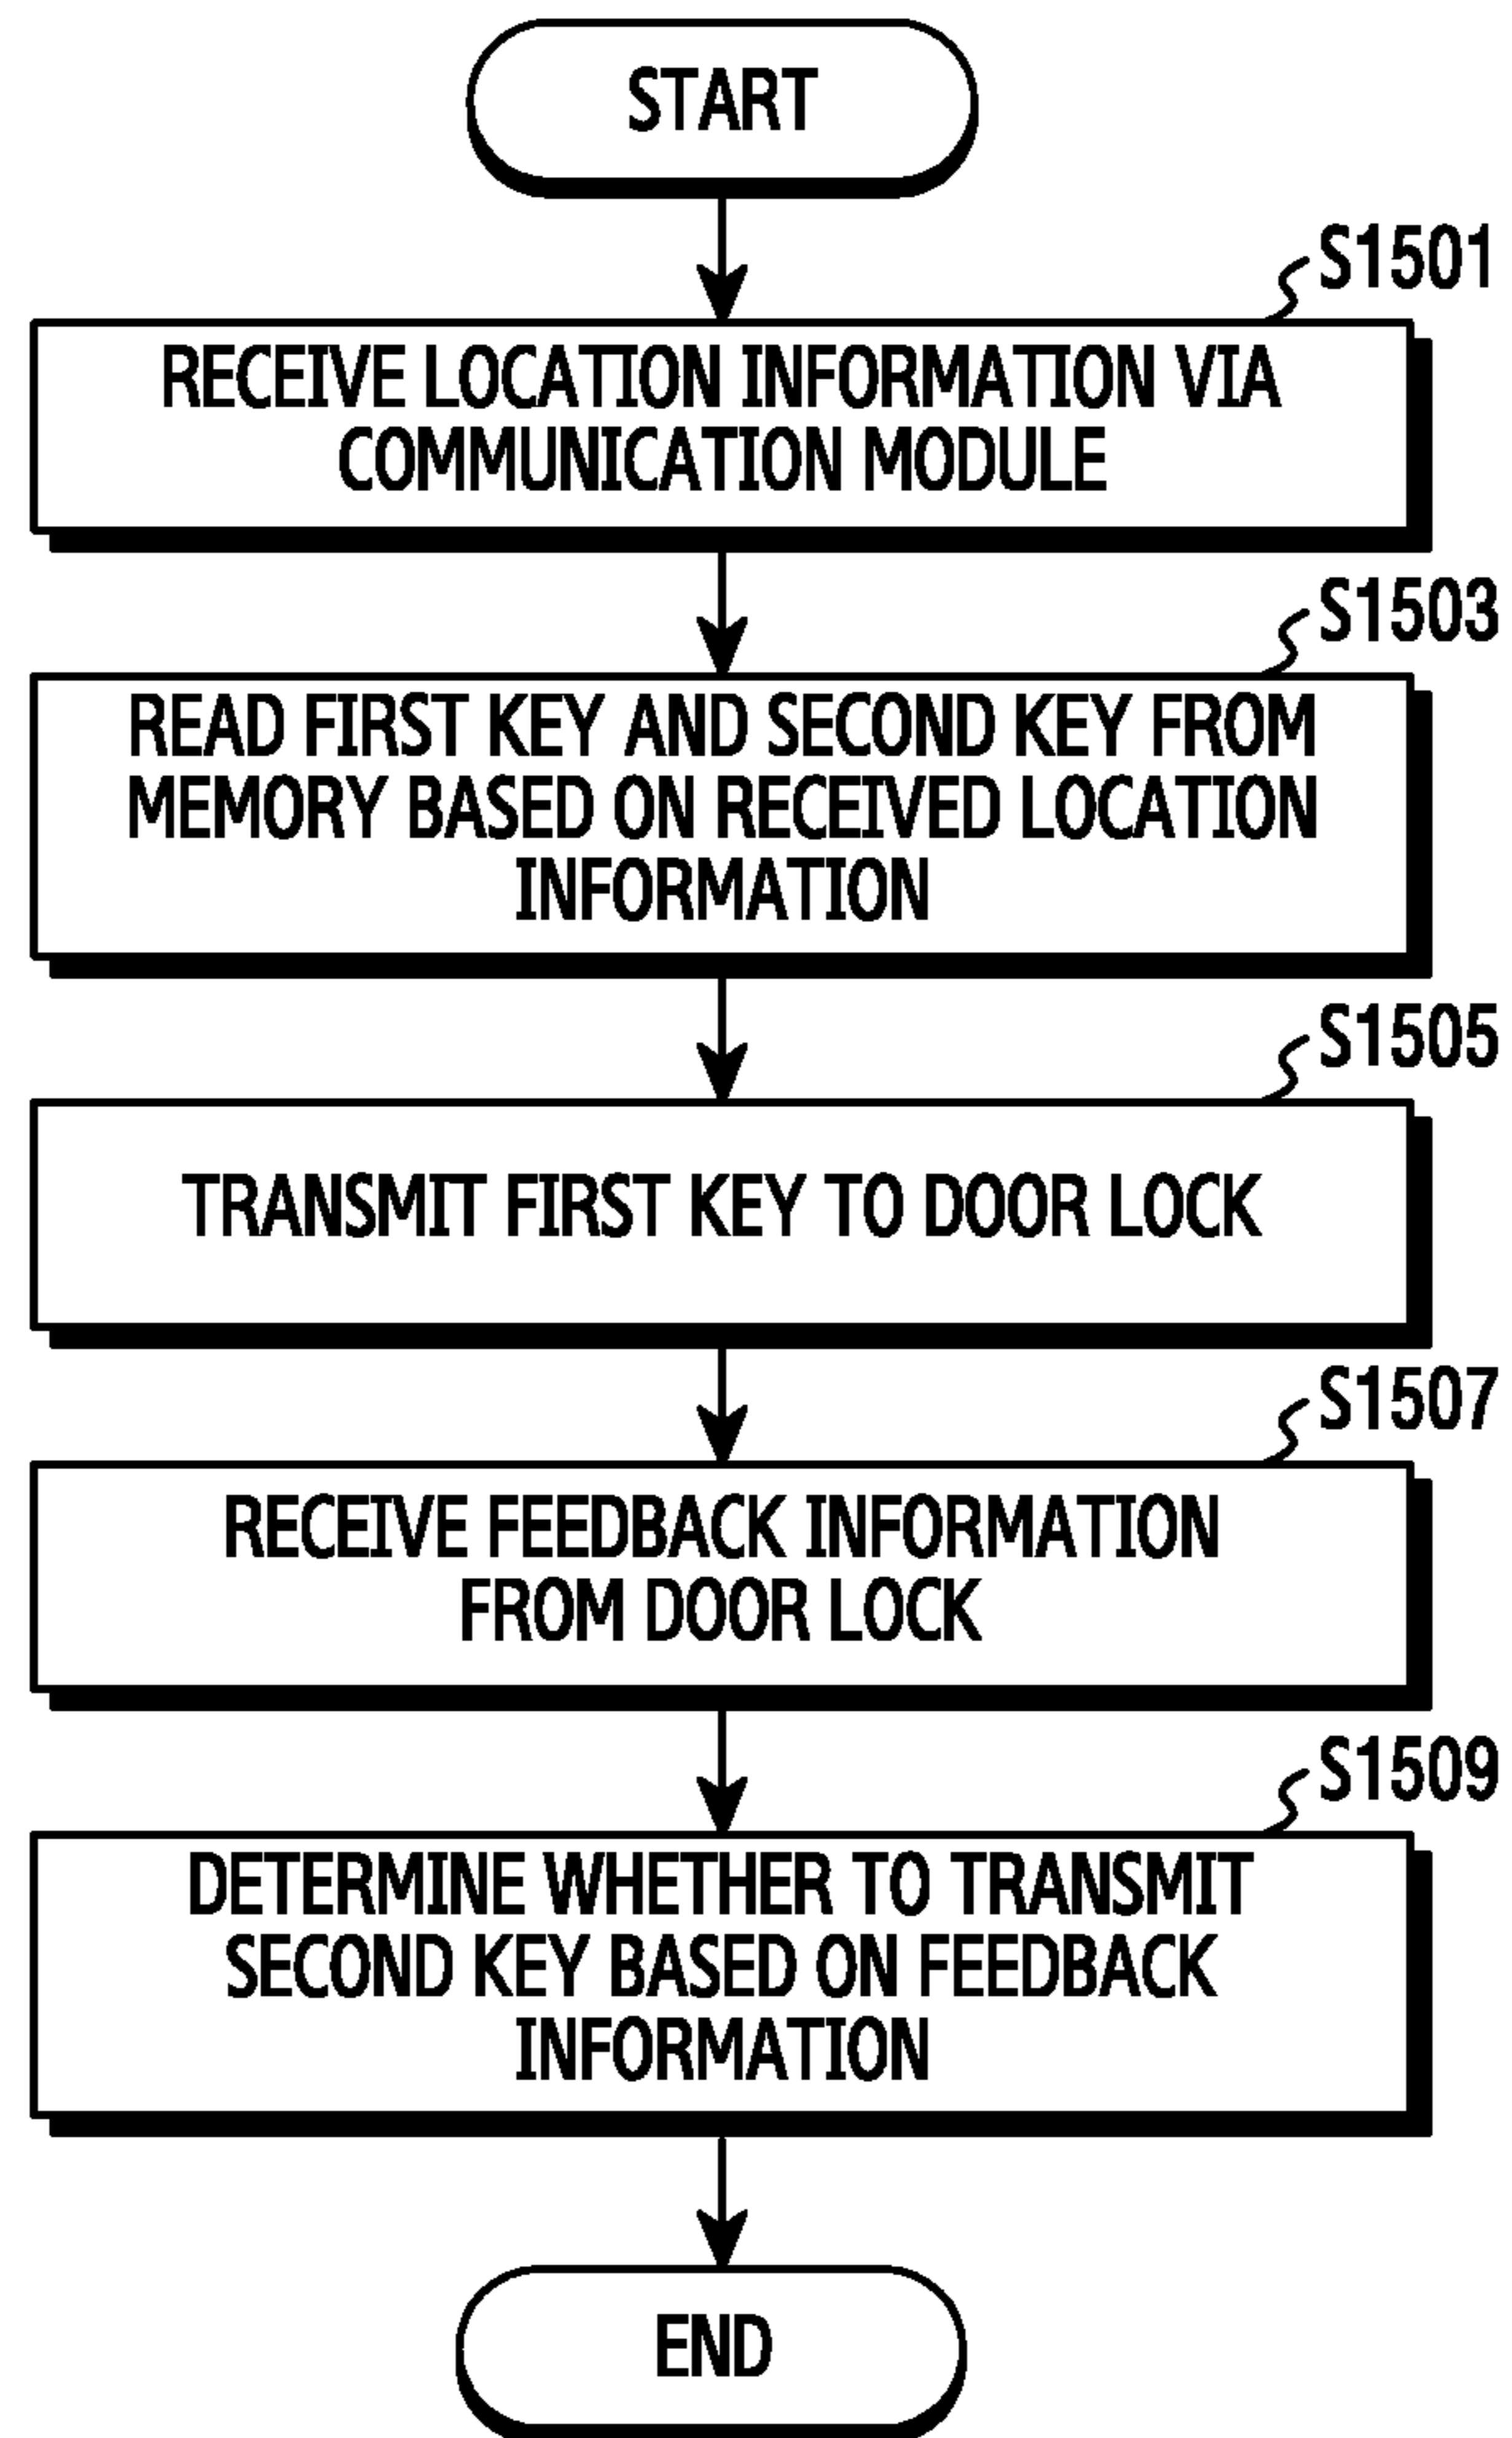 START
S1501
RECEIVE LOCATION INFORMATION VIA
COMMUNICATION MODULE
S1503
READ FIRST KEY AND SECOND KEY FROM
MEMORY BASED ON RECEIVED LOCATION
INFORMATION
S1505
TRANSMIT FIRST KEY TO DOOR LOCK
S1507
RECEIVE FEEDBACK INFORMATION
FROM DOOR LOCK
S1509
DETERMINE WHETHER TO TRANSMIT
SECOND KEY BASED ON FEEDBACK
INFORMATION
END